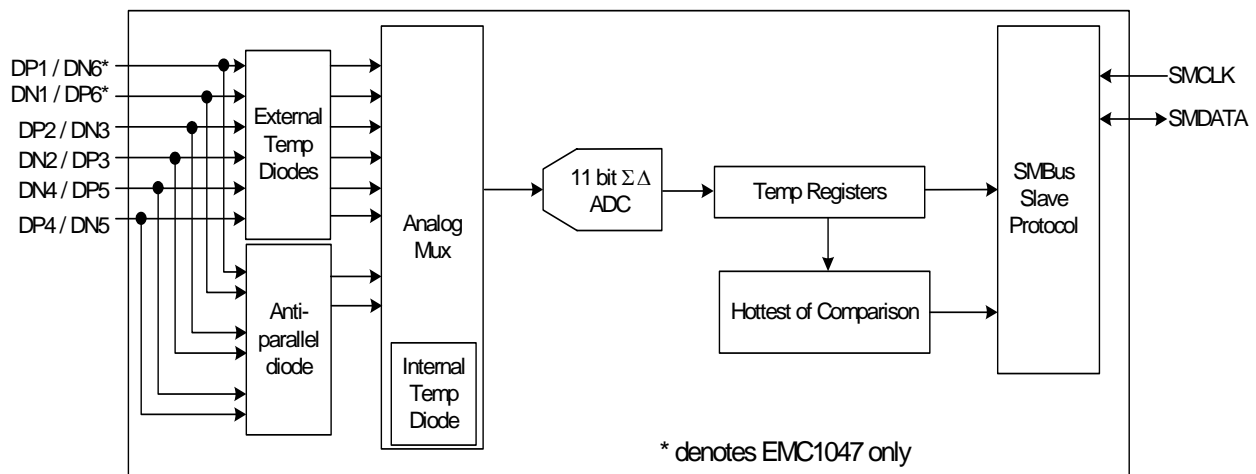 DP1 / DN6*
DN1 / DP6*
DP2 / DN3
DN2 / DP3
DN4 / DP5
DP4 / DN5
External
Temp
Diodes
Anti-
parallel
diode
Analog
Mux
Internal
Temp
Diode
11 bit ΣΔ
ADC
Temp Registers
Hottest of Comparison
SMBus
Slave
Protocol
SMCLK
SMDATA
* denotes EMC1047 only